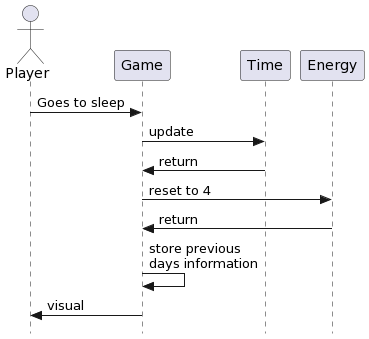 Player
Game
Time
Energy
Goes to sleep
update
return
reset to 4
return
store previous
days information
visual